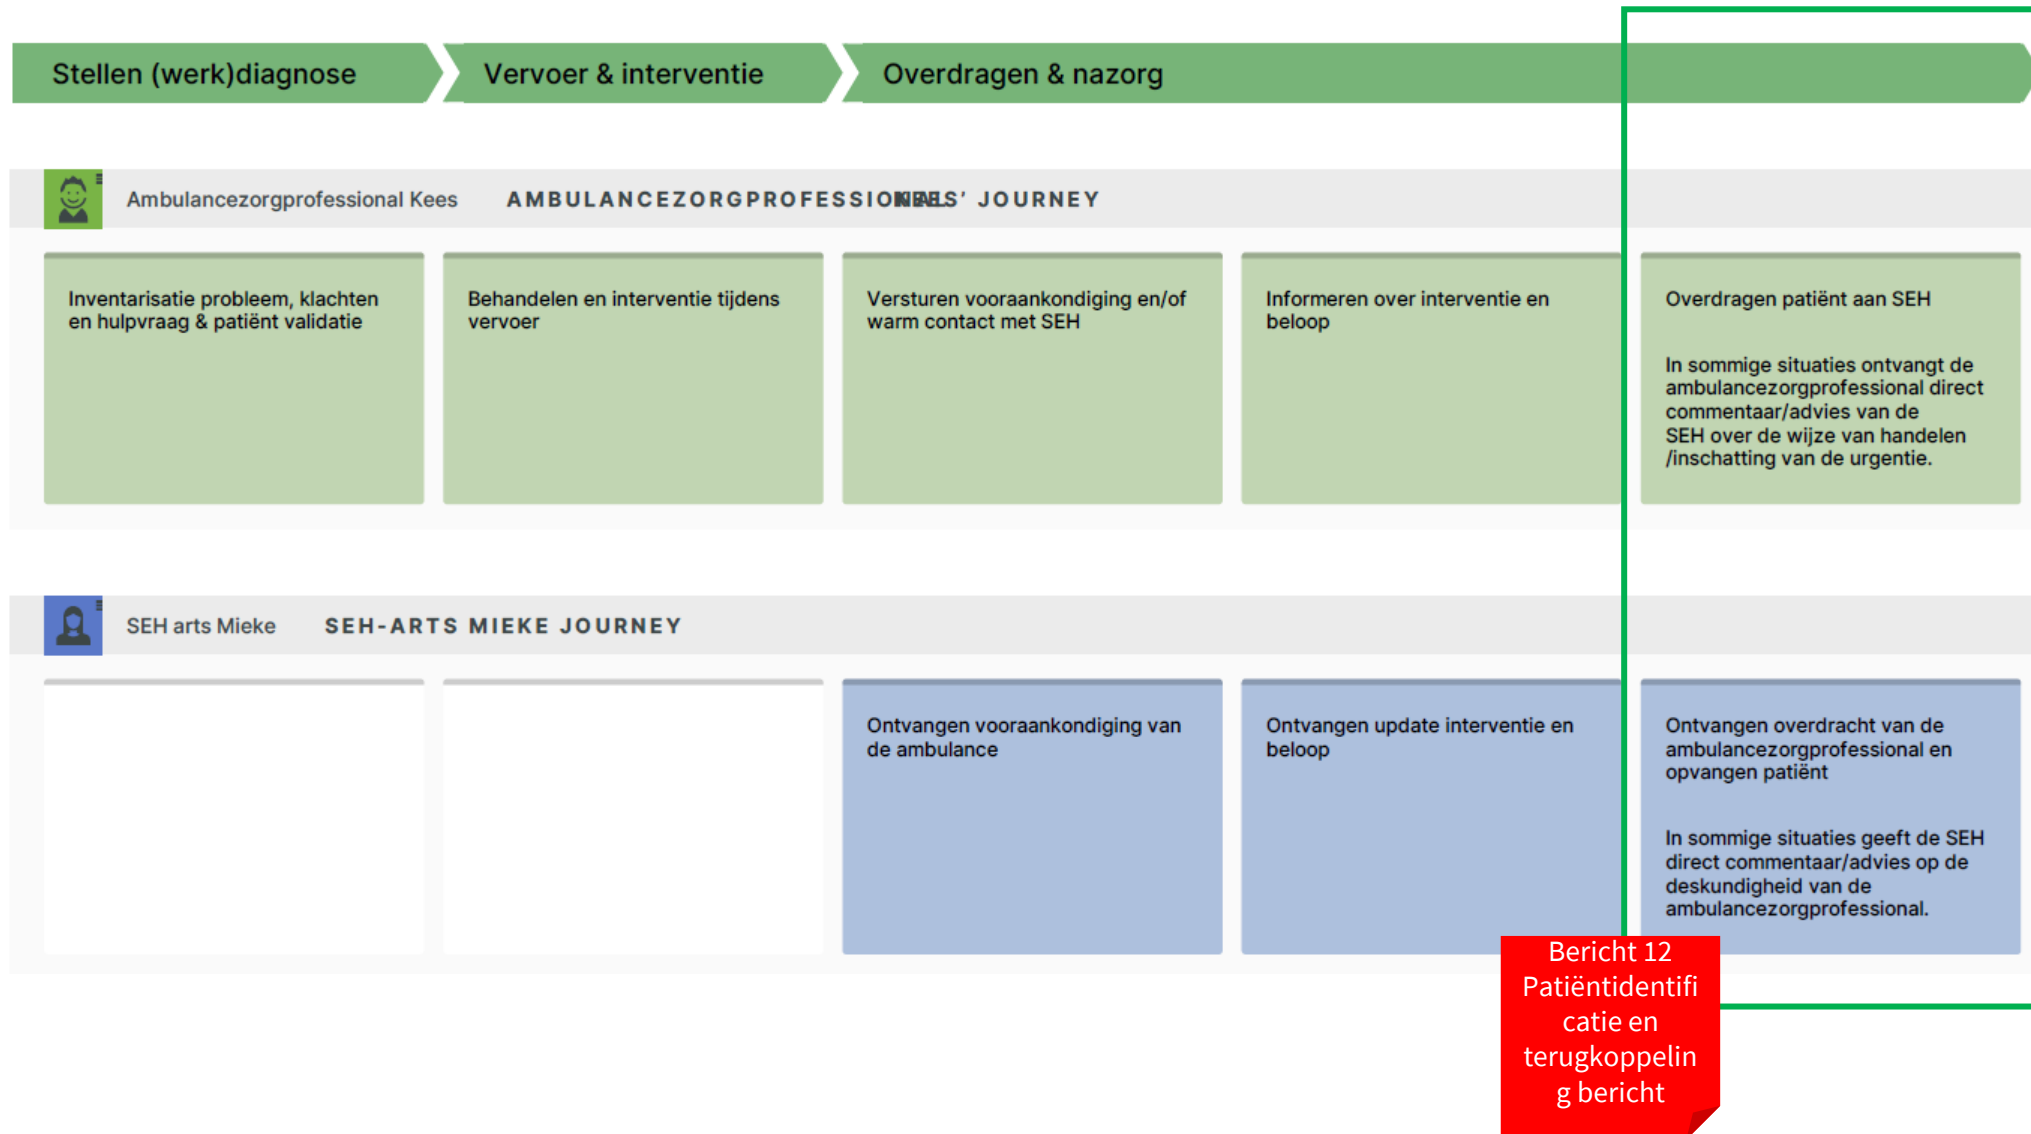 Stellen (werk)diagnose
Vervoer & interventie
Overdragen & nazorg
Ambulancezorgprofessional Kees
AMBULANCEZORGPROFESSIONAL
KEES' JOURNEY
Inventarisatie probleem, klachten
en hulpvraag & patiënt validatie
Behandelen en interventie tijdens
vervoer
Versturen vooraankondiging en/of
warm contact met SEH
Informeren over interventie en
beloop
Overdragen patiënt aan SEH
In sommige situaties ontvangt de
ambulancezorgprofessional direct
commentaar/advies van de
SEH over de wijze van handelen
/inschatting van de urgentie.
SEH arts Mieke
SEH-ARTS MIEKE JOURNEY
Ontvangen vooraankondiging van
de ambulance
Ontvangen update interventie en
beloop
Ontvangen overdracht van de
ambulancezorgprofessional en
opvangen patiënt
In sommige situaties geeft de SEH
direct commentaar/advies op de
deskundigheid van de
ambulancezorgprofessional.
Bericht 12
Patiëntidentifi
catie en
terugkoppelin
g bericht